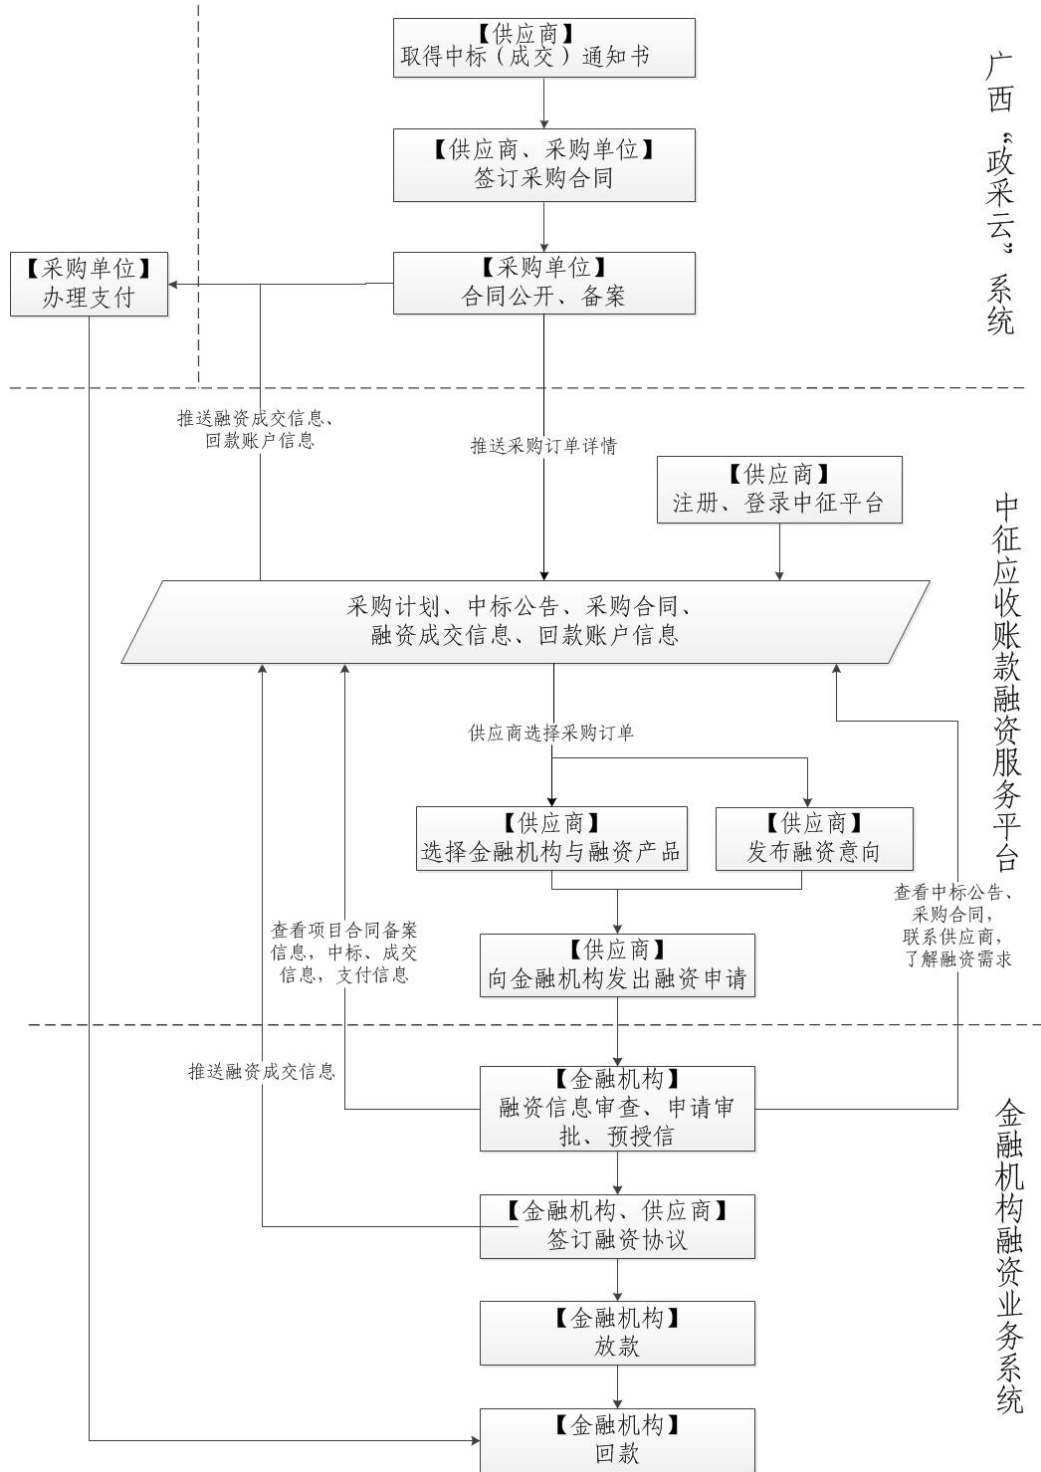 【供应商】
取得中标（成交）通知书
【供应商、采购单位】
签订采购合同
【采购单位】
合同公开、备案
【采购单位】
办理支付
广西“政采云”系统
推送融资成交信息、
回款账户信息
推送采购订单详情
【供应商】
注册、登录中征平台
采购计划、中标公告、采购合同、
融资成交信息、回款账户信息
供应商选择采购订单
【供应商】
选择金融机构与融资产品
【供应商】
发布融资意向
中征应收账款融资服务平台
查看项目合同备案
信息，中标、成交
信息，支付信息
查看中标公告、
采购合同，
联系供应商，
了解融资需求
【供应商】
向金融机构发出融资申请
推送融资成交信息
【金融机构】
融资信息审查、申请审
批、预授信
【金融机构、供应商】
签订融资协议
【金融机构】
放款
【金融机构】
回款
金融机构融资业务系统